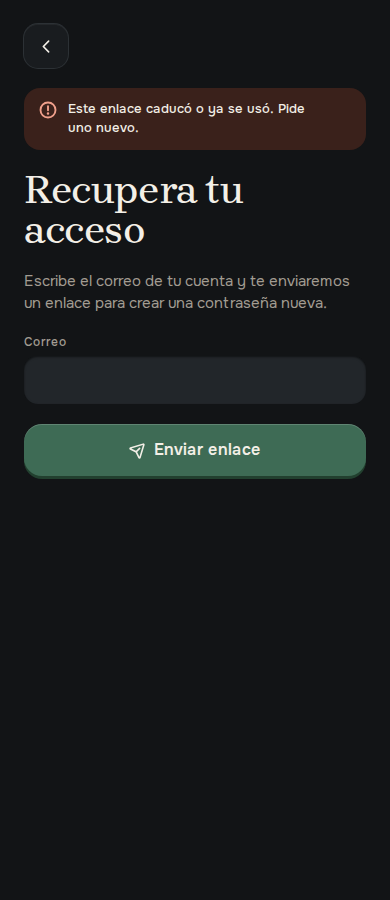 Este enlace caducó o ya se usó. Pide
uno nuevo.
Recupera tu
acceso
Escribe el correo de tu cuenta y te enviaremos
un enlace para crear una contraseña nueva.
Correo
Enviar enlace